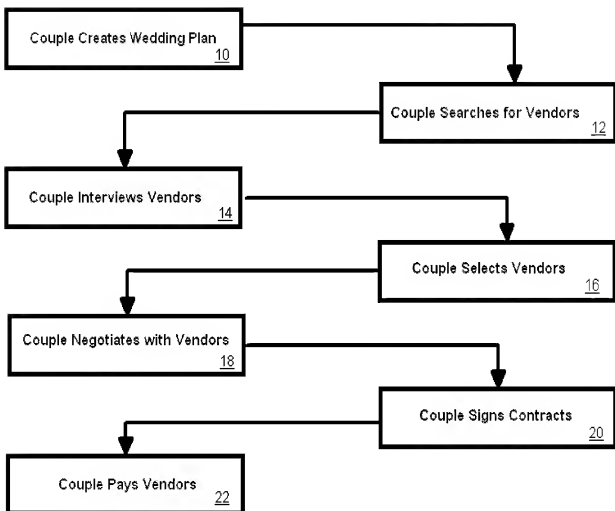 Couple Creates Wedding Plan
10
Couple Searches for Vendors
12
Couple Interviews Vendors
14
Couple Selects Vendors
16
Couple Negotiates with Vendors
18
Couple Signs Contracts
20
Couple Pays Vendors
22